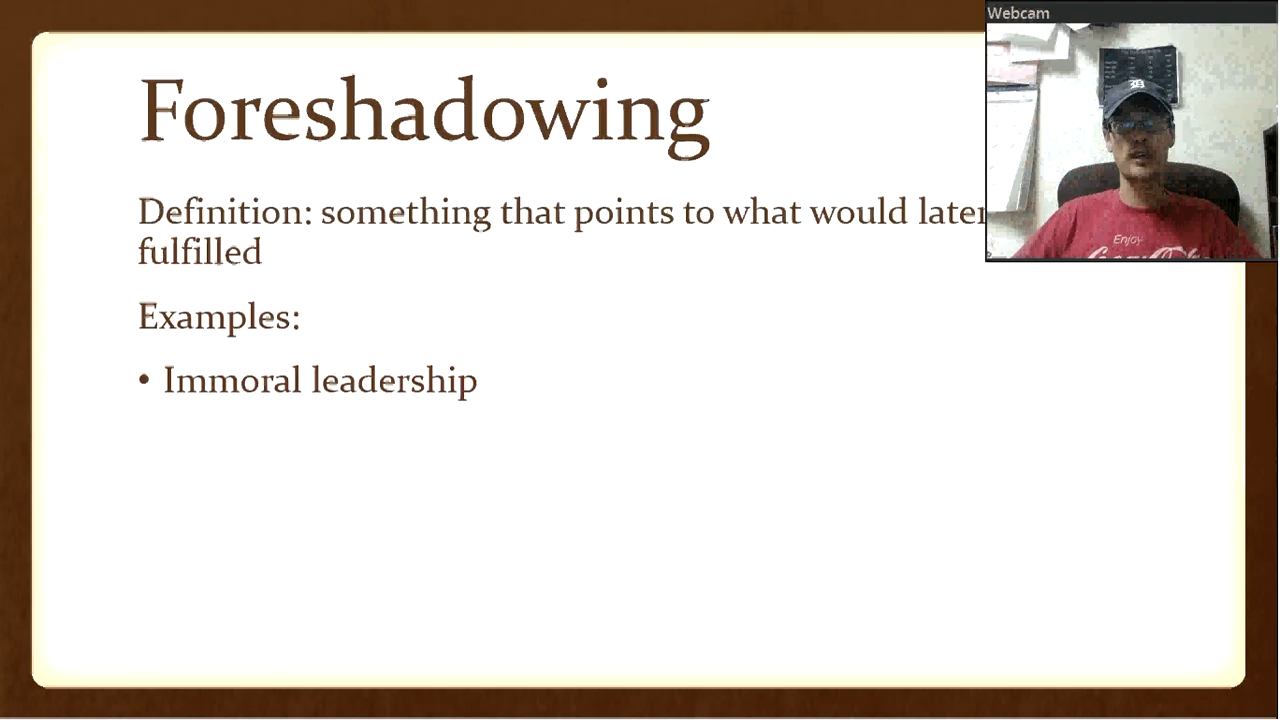 Webcam
Foreshadowing
Definition: something that points to what would later
fulfilled
Examples:
• Immoral leadership
Enjoy